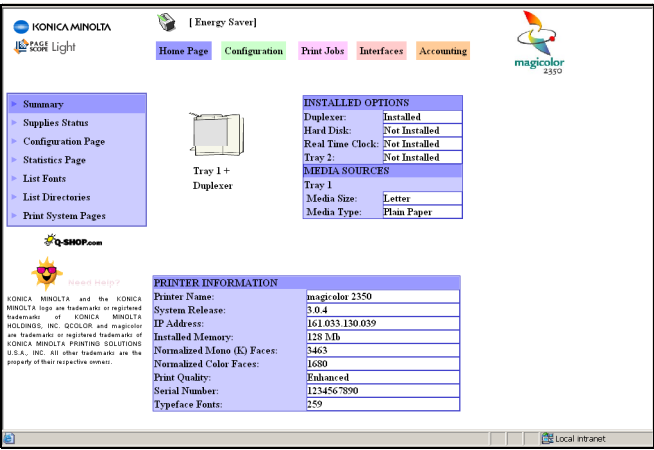 KONICA MINOLTA
PAGE SCOPE Light
[ Energy Saver]
Home Page
Configuration
Print Jobs
Interfaces
Accounting
magicolor
2350
Summary
Supplies Status
Configuration Page
Statistics Page
List Fonts
List Directories
Print System Pages
Tray 1 +
Duplexer
INSTALLED OPTIONS
Duplexer: Installed
Hard Disk: Not Installed
Real Time Clock: Not Installed
Tray 2: Not Installed
MEDIA SOURCES
Tray 1
Media Size: Letter
Media Type: Plain Paper
Q-SHOP.com
Need Help?
KONICA MINOLTA and the KONICA
MINOLTA logo are trademarks or registered
trademarks of KONICA MINOLTA
HOLDINGS, INC. QCOLOR and magicolor
are trademarks or registered trademarks of
KONICA MINOLTA PRINTING SOLUTIONS
U.S.A., INC. All other trademarks are the
property of their respective owners.
PRINTER INFORMATION
Printer Name: magicolor 2350
System Release: 3.0.4
IP Address: 161.033.130.039
Installed Memory: 128 Mb
Normalized Mono (K) Faces: 3463
Normalized Color Faces: 1680
Print Quality: Enhanced
Serial Number: 1234567890
Typeface Fonts: 259
Local intranet